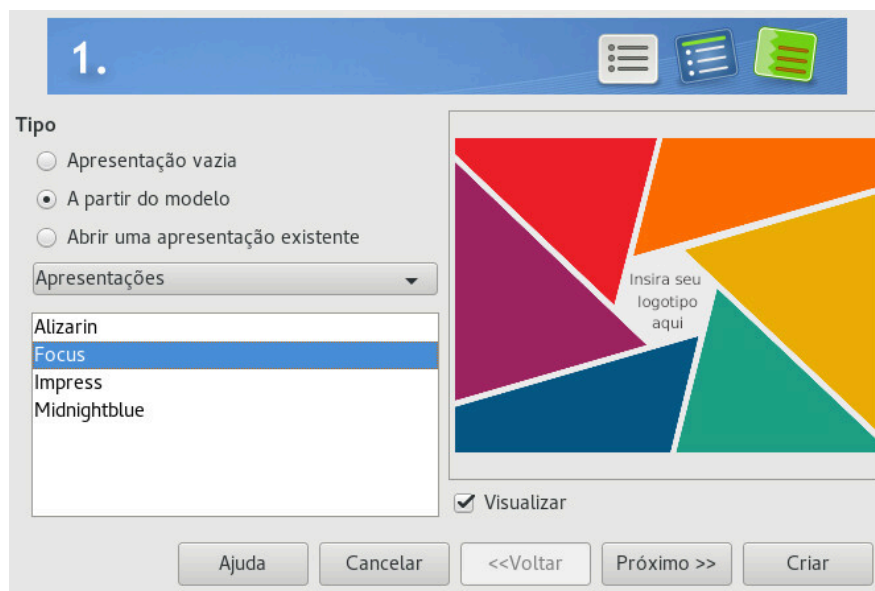 1.
Tipo
Apresentação vazia
A partir do modelo
Abrir uma apresentação existente
Apresentações
Alizarin
Focus
Impress
Midnightblue
Insira seu
logotipo
aqui
Visualizar
Ajuda
Cancelar
<<Voltar
Próximo >>
Criar